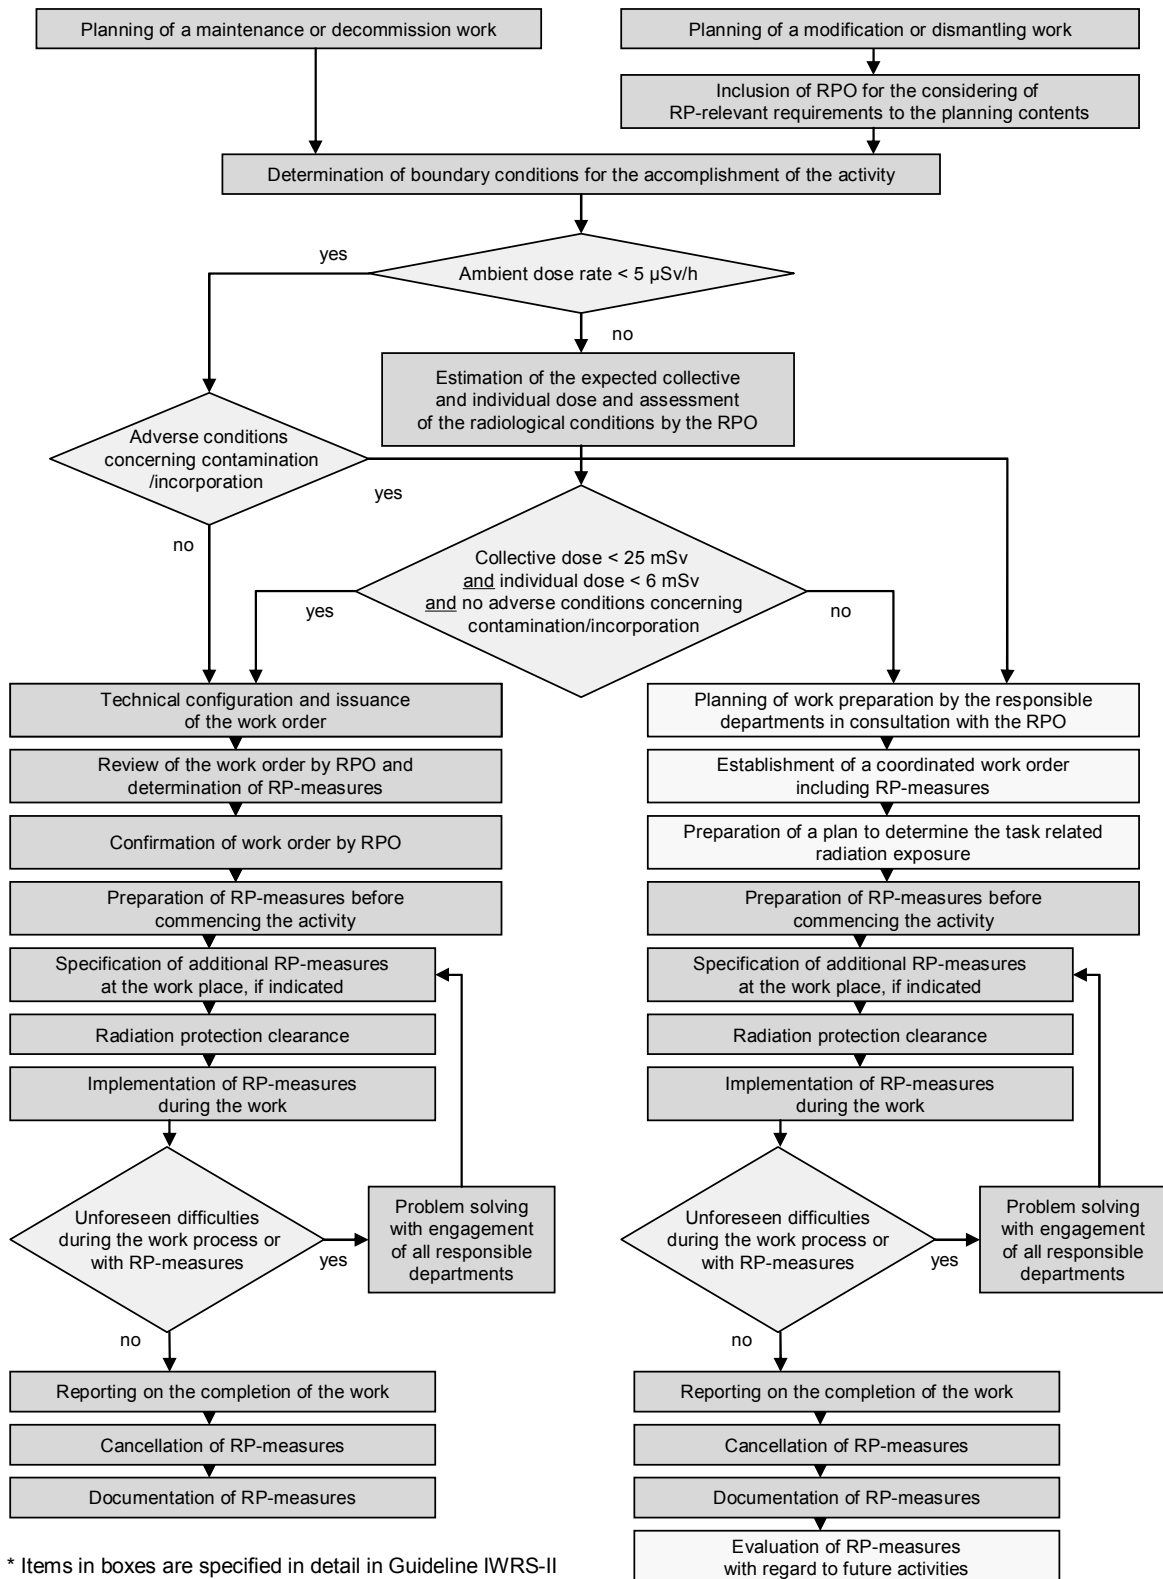 Planning of a maintenance or decommission work
Planning of a modification or dismantling work
Inclusion of RPO for the considering of
RP-relevant requirements to the planning contents
Determination of boundary conditions for the accomplishment of the activity
yes
Ambient dose rate < 5 µSv/h
no
Estimation of the expected collective
and individual dose and assessment
of the radiological conditions by the RPO
Adverse conditions
concerning contamination
/incorporation
yes
no
Collective dose < 25 mSv
and individual dose < 6 mSv
and no adverse conditions concerning
contamination/incorporation
yes
no
Technical configuration and issuance
of the work order
Review of the work order by RPO and
determination of RP-measures
Confirmation of work order by RPO
Preparation of RP-measures before
commencing the activity
Specification of additional RP-measures
at the work place, if indicated
Radiation protection clearance
Implementation of RP-measures
during the work
Unforeseen difficulties
during the work process or
with RP-measures
yes
Problem solving
with engagement
of all responsible
departments
no
Reporting on the completion of the work
Cancellation of RP-measures
Documentation of RP-measures
Planning of work preparation by the responsible
departments in consultation with the RPO
Establishment of a coordinated work order
including RP-measures
Preparation of a plan to determine the task related
radiation exposure
Preparation of RP-measures before
commencing the activity
Specification of additional RP-measures
at the work place, if indicated
Radiation protection clearance
Implementation of RP-measures
during the work
Unforeseen difficulties
during the work process or
with RP-measures
yes
Problem solving
with engagement
of all responsible
departments
no
Reporting on the completion of the work
Cancellation of RP-measures
Documentation of RP-measures
Evaluation of RP-measures
with regard to future activities
* Items in boxes are specified in detail in Guideline IWRS-II